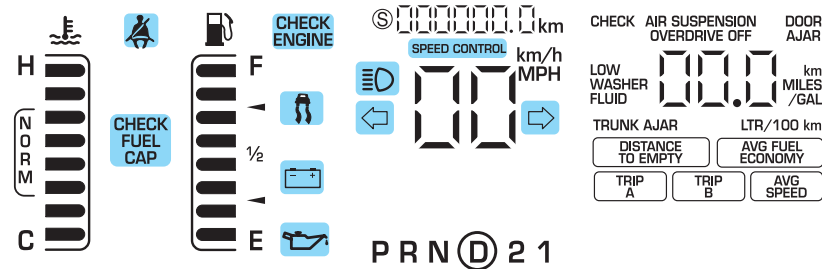 H
NORM
C
CHECK
FUEL
CAP
F
½
E
CHECK
ENGINE
- +
Ⓢ 000000.0 km
SPEED CONTROL
km/h
MPH
00
P R N D 2 1
CHECK AIR SUSPENSION DOOR
OVERDRIVE OFF AJAR
LOW
WASHER
FLUID
00.0
km
MILES
/GAL
TRUNK AJAR LTR/100 km
DISTANCE
TO EMPTY
AVG FUEL
ECONOMY
TRIP
A
TRIP
B
AVG
SPEED